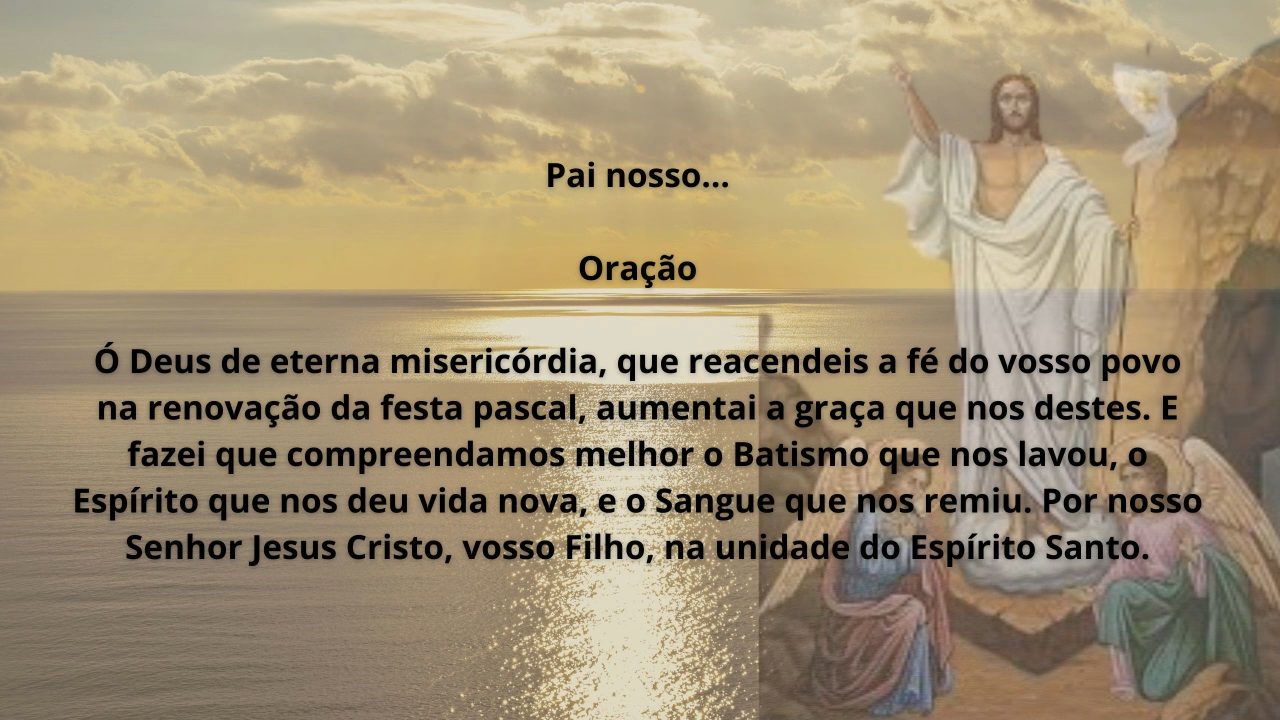 Pai nosso...
Oração
Ó Deus de eterna misericórdia, que reacendeis a fé do vosso povo
na renovação da festa pascal, aumentai a graça que nos destes. E
fazei que compreendamos melhor o Batismo que nos lavou, o
Espírito que nos deu vida nova, e o Sangue que nos remiu. Por nosso
Senhor Jesus Cristo, vosso Filho, na unidade do Espírito Santo.